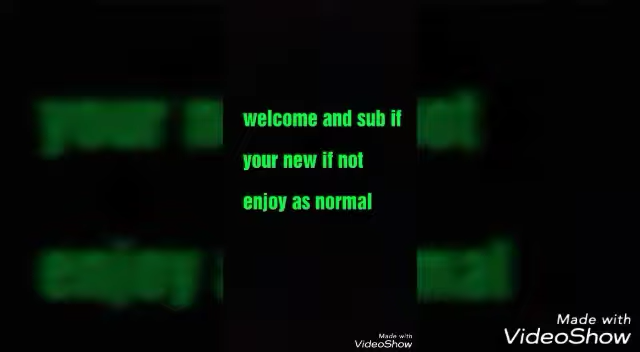 welcome and sub if
your new if not
enjoy as normal
Made with
VideoShow
Made with
VideoShow